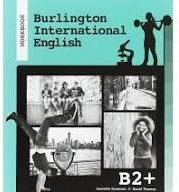 WORKBOOK
Burlington
International
English
B2+